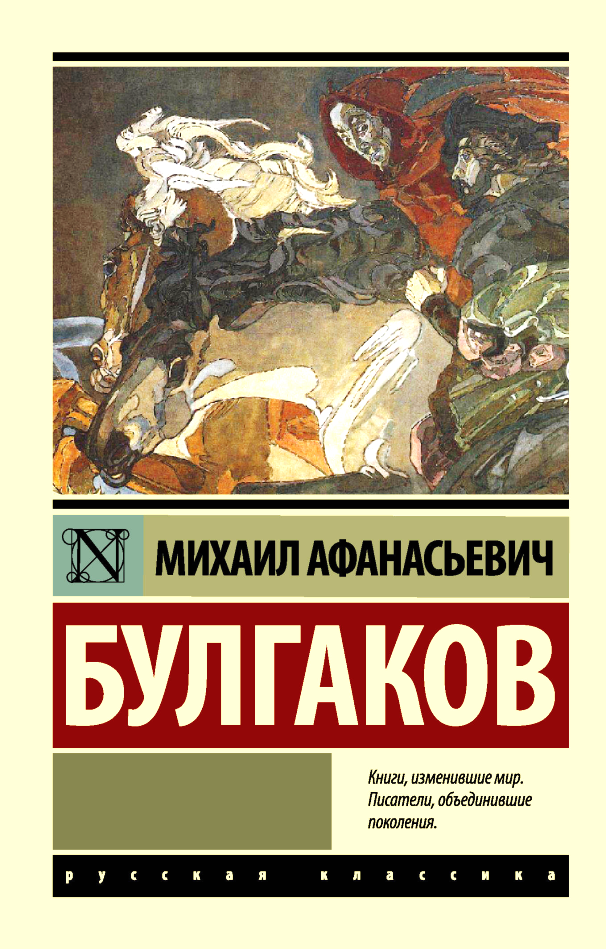 N
МИХАИЛ АФАНАСЬЕВИЧ
БУЛГАКОВ
Книги, изменившие мир.
Писатели, объединившие
поколения.
русская классика